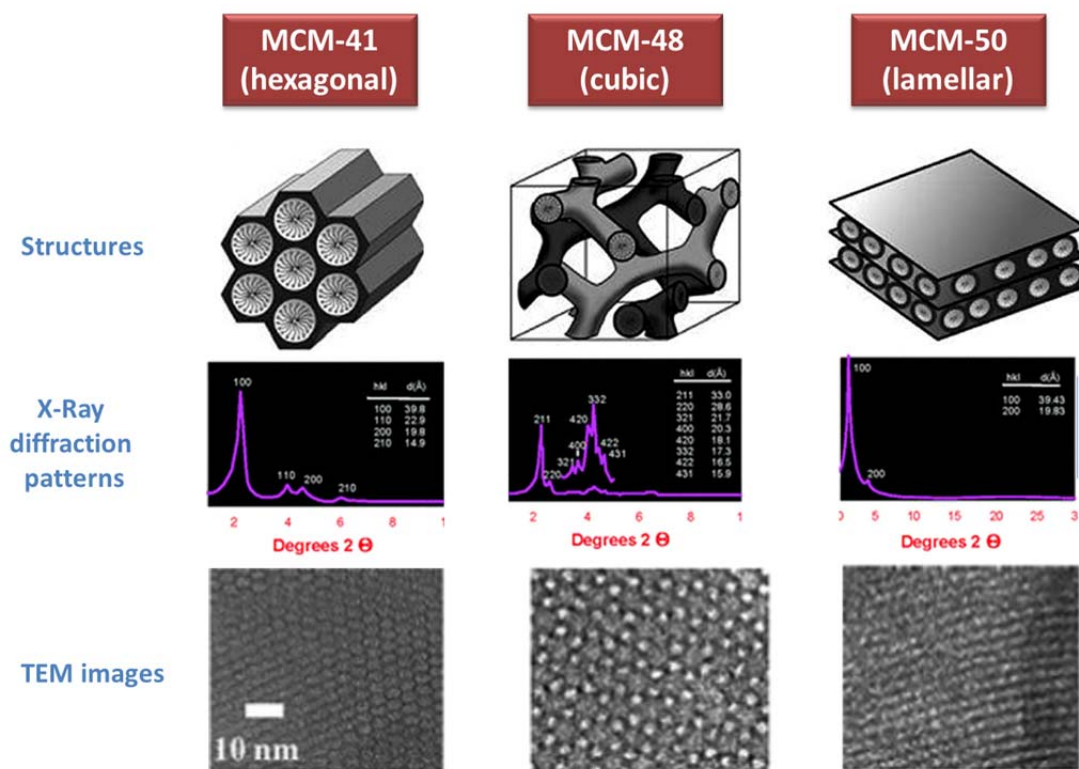 MCM-41
(hexagonal)
MCM-48
(cubic)
MCM-50
(lamellar)
Structures
X-Ray
diffraction
patterns
100
110
200
210
hkl d(Å)
100 39.8
110 22.9
200 19.8
210 14.9
2 4 6 8 1
Degrees 2 Θ
211
220
321
400
420
332
422
431
hkl d(Å)
211 33.0
220 28.6
321 21.7
400 20.3
420 18.1
332 17.3
422 16.5
431 15.9
2 4 6 8 1
Degrees 2 Θ
100
200
hkl d(Å)
100 39.43
200 19.83
0 5 10 15 20 25 3
Degrees 2 Θ
TEM images
10 nm